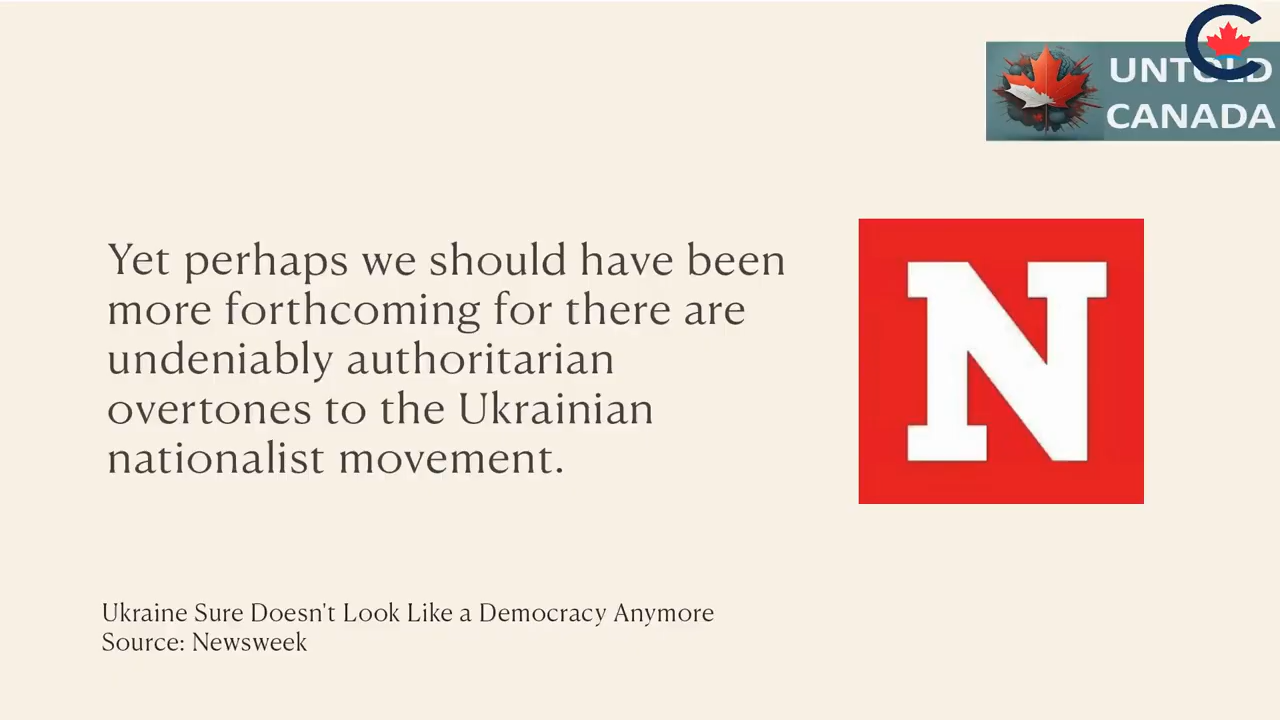 UNTOLD
CANADA
Yet perhaps we should have been
more forthcoming for there are
undeniably authoritarian
overtones to the Ukrainian
nationalist movement.
N
Ukraine Sure Doesn't Look Like a Democracy Anymore
Source: Newsweek